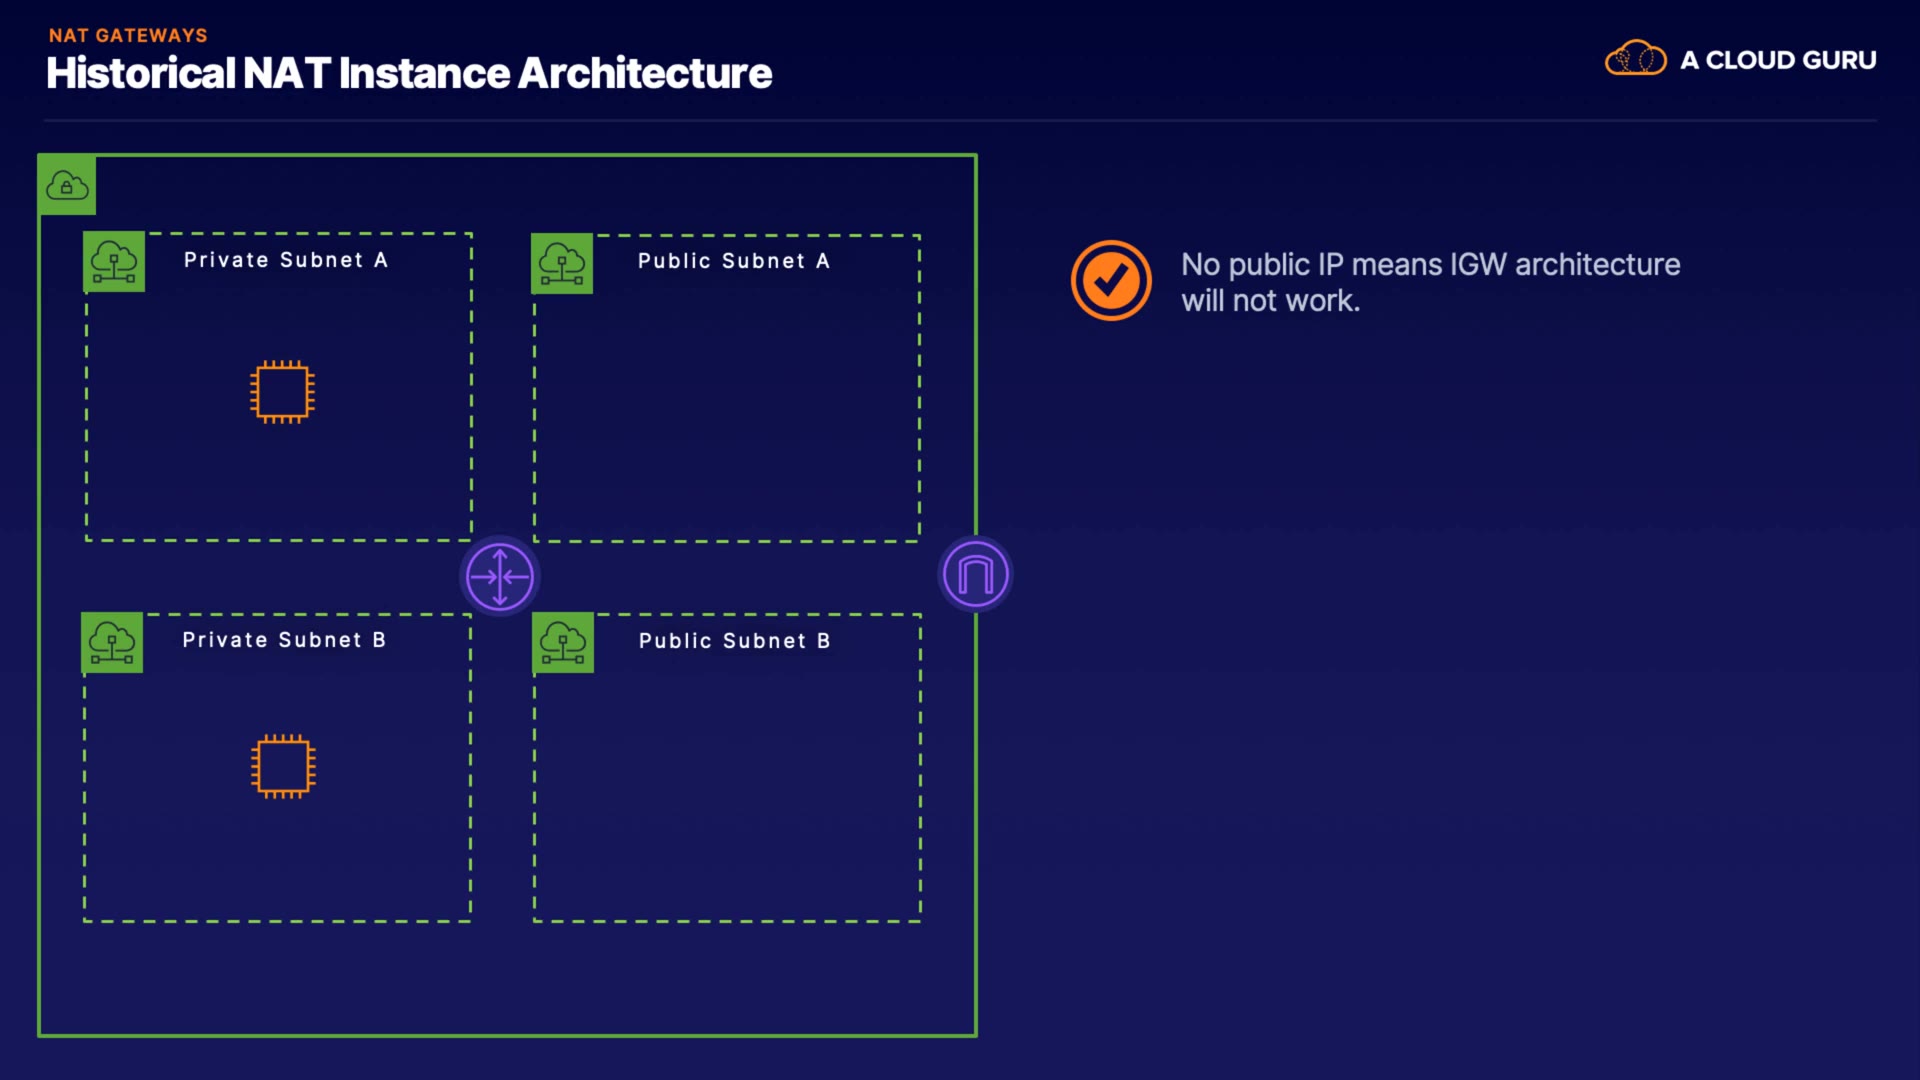 NAT GATEWAYS
Historical NAT Instance Architecture
A CLOUD GURU
Private Subnet A
Public Subnet A
No public IP means IGW architecture
will not work.
Private Subnet B
Public Subnet B